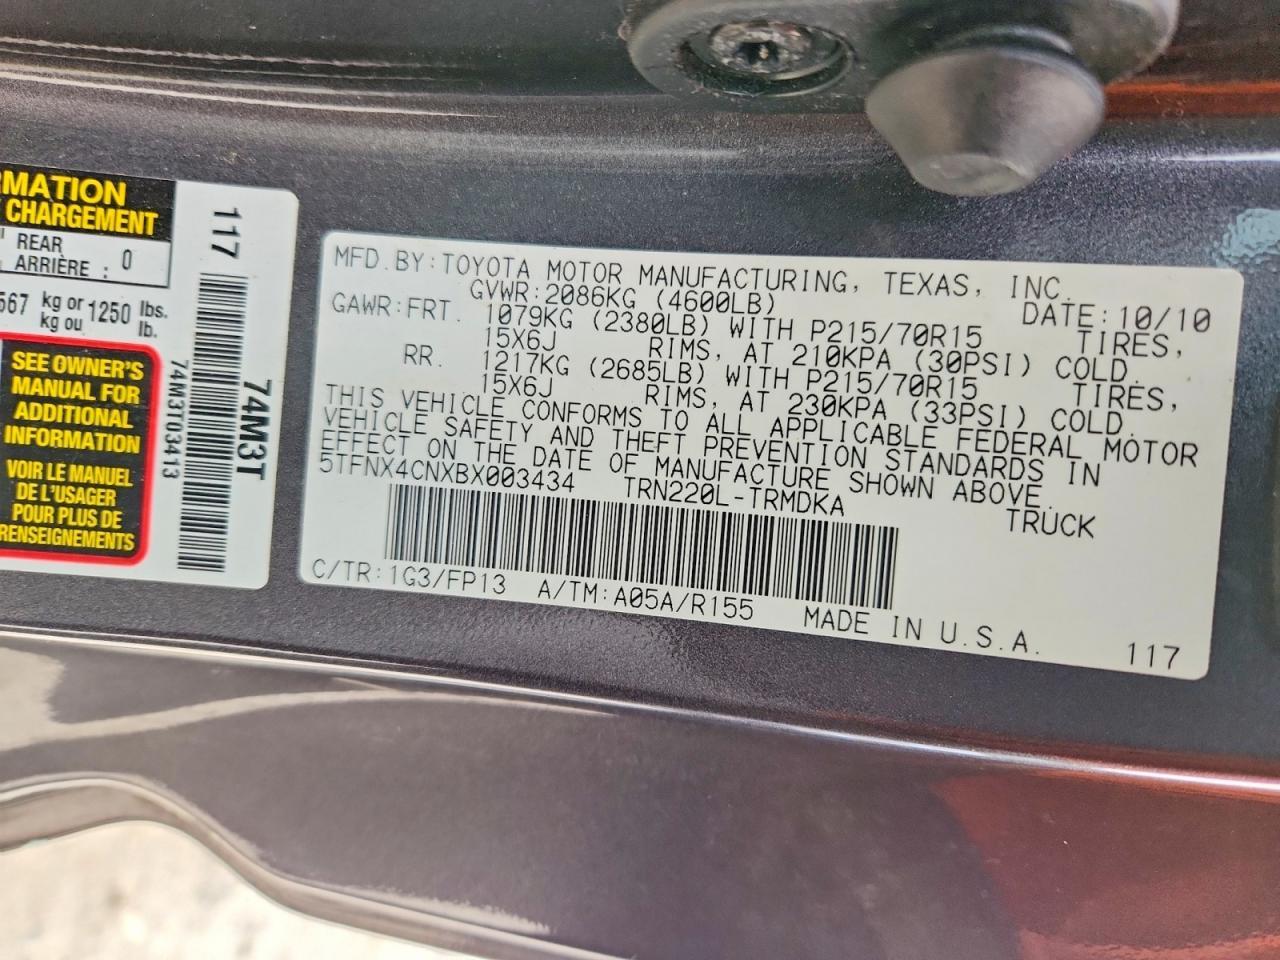 RMATION
CHARGEMENT
REAR
ARRIÈRE : 0
567 kg or 1250 lbs.
kg ou lb.
SEE OWNER'S
MANUAL FOR
ADDITIONAL
INFORMATION
VOIR LE MANUEL
DE L'USAGER
POUR PLUS DE
RENSEIGNEMENTS
117
74M3T
74M3T03413
MFD.BY:TOYOTA MOTOR MANUFACTURING, TEXAS, INC.
GVWR:2086KG (4600LB) DATE:10/10
GAWR:FRT. 1079KG (2380LB) WITH P215/70R15 TIRES,
15X6J RIMS, AT 210KPA (30PSI) COLD.
RR. 1217KG (2685LB) WITH P215/70R15 TIRES,
15X6J RIMS, AT 230KPA (33PSI) COLD.
THIS VEHICLE CONFORMS TO ALL APPLICABLE FEDERAL MOTOR
VEHICLE SAFETY AND THEFT PREVENTION STANDARDS IN
EFFECT ON THE DATE OF MANUFACTURE SHOWN ABOVE.
5TFNX4CNXBX003434 TRN220L-TRMDKA TRUCK
C/TR:1G3/FP13 A/TM:A05A/R155 MADE IN U.S.A.
117